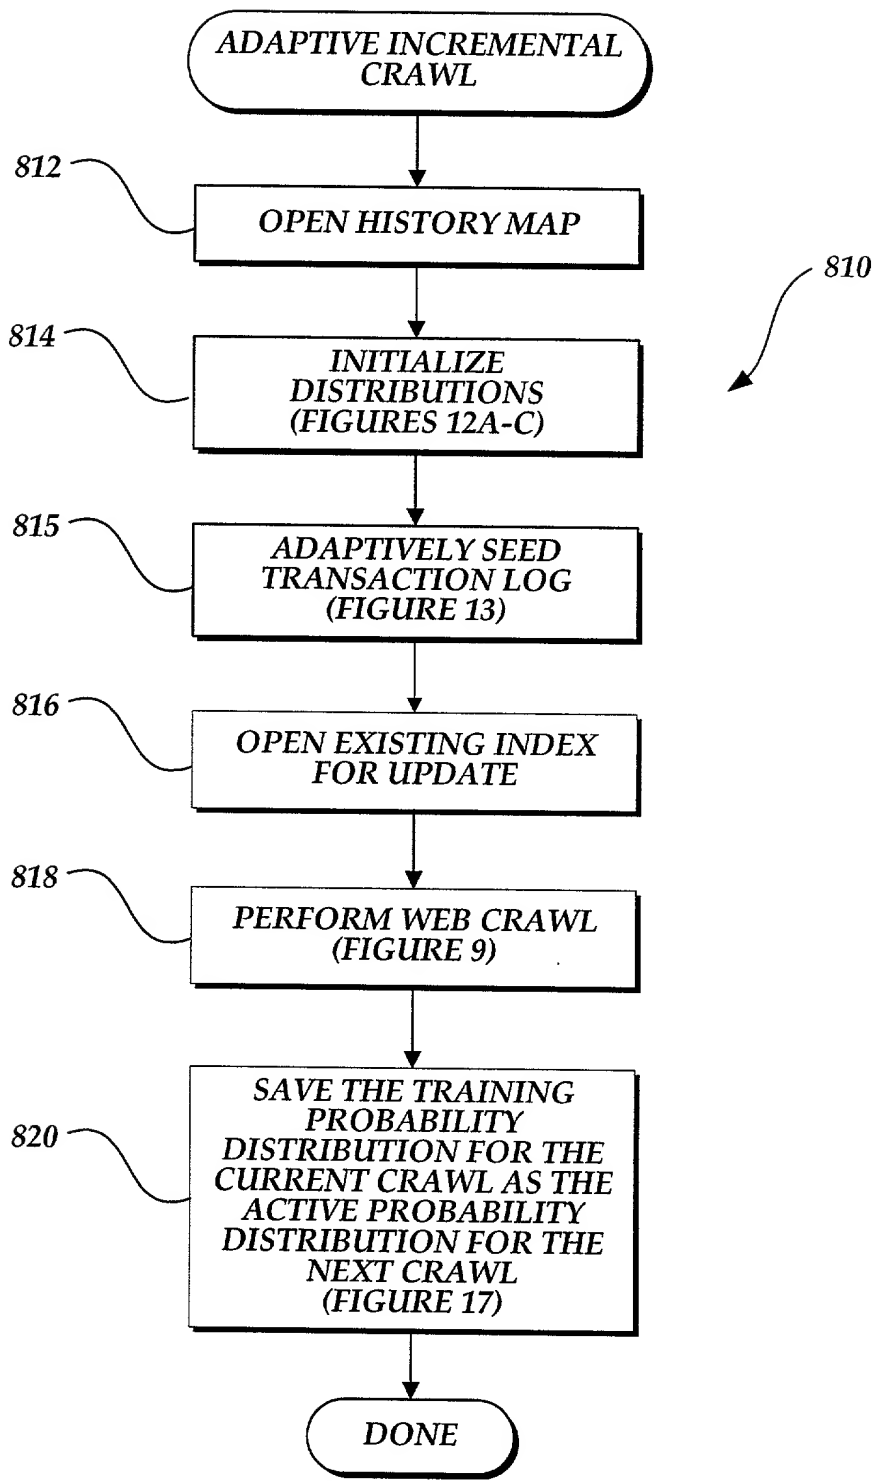 ADAPTIVE INCREMENTAL
CRAWL
812
OPEN HISTORY MAP
810
814
INITIALIZE
DISTRIBUTIONS
(FIGURES 12A-C)
815
ADAPTIVELY SEED
TRANSACTION LOG
(FIGURE 13)
816
OPEN EXISTING INDEX
FOR UPDATE
818
PERFORM WEB CRAWL
(FIGURE 9)
820
SAVE THE TRAINING
PROBABILITY
DISTRIBUTION FOR THE
CURRENT CRAWL AS THE
ACTIVE PROBABILITY
DISTRIBUTION FOR THE
NEXT CRAWL
(FIGURE 17)
DONE